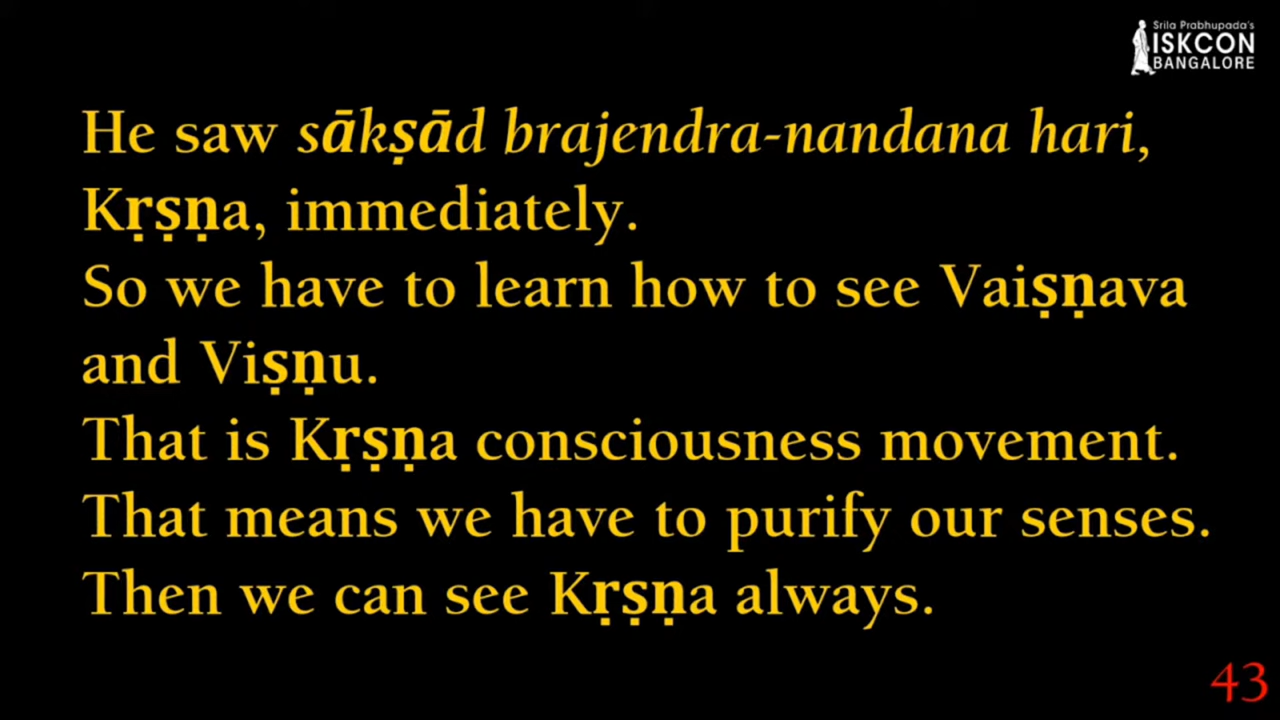 Srila Prabhupada's
ISKCON
BANGALORE
He saw sākṣād brajendra-nandana hari,
Kṛṣṇa, immediately.
So we have to learn how to see Vaiṣṇava
and Viṣṇu.
That is Kṛṣṇa consciousness movement.
That means we have to purify our senses.
Then we can see Kṛṣṇa always.
43